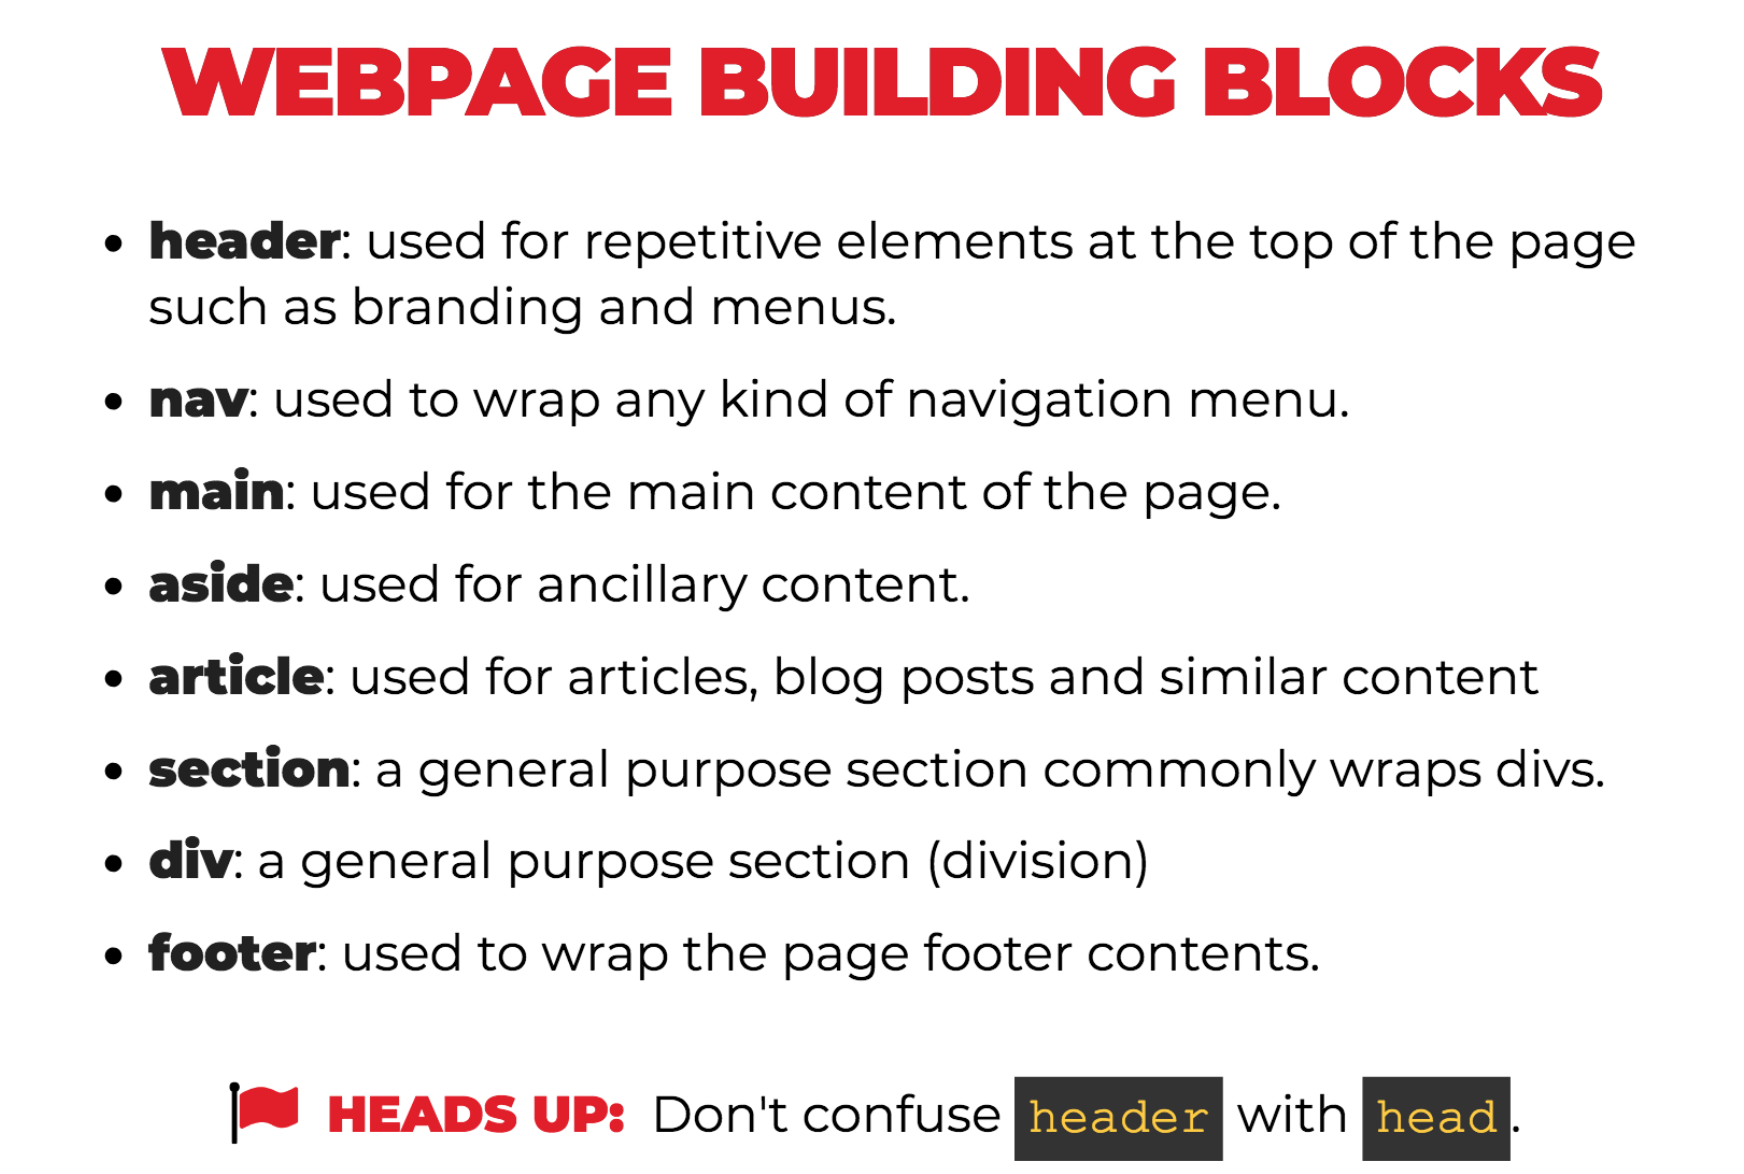 WEBPAGE BUILDING BLOCKS
• header: used for repetitive elements at the top of the page
such as branding and menus.
• nav: used to wrap any kind of navigation menu.
• main: used for the main content of the page.
• aside: used for ancillary content.
• article: used for articles, blog posts and similar content
• section: a general purpose section commonly wraps divs.
• div: a general purpose section (division)
• footer: used to wrap the page footer contents.
HEADS UP: Don't confuse header with head.